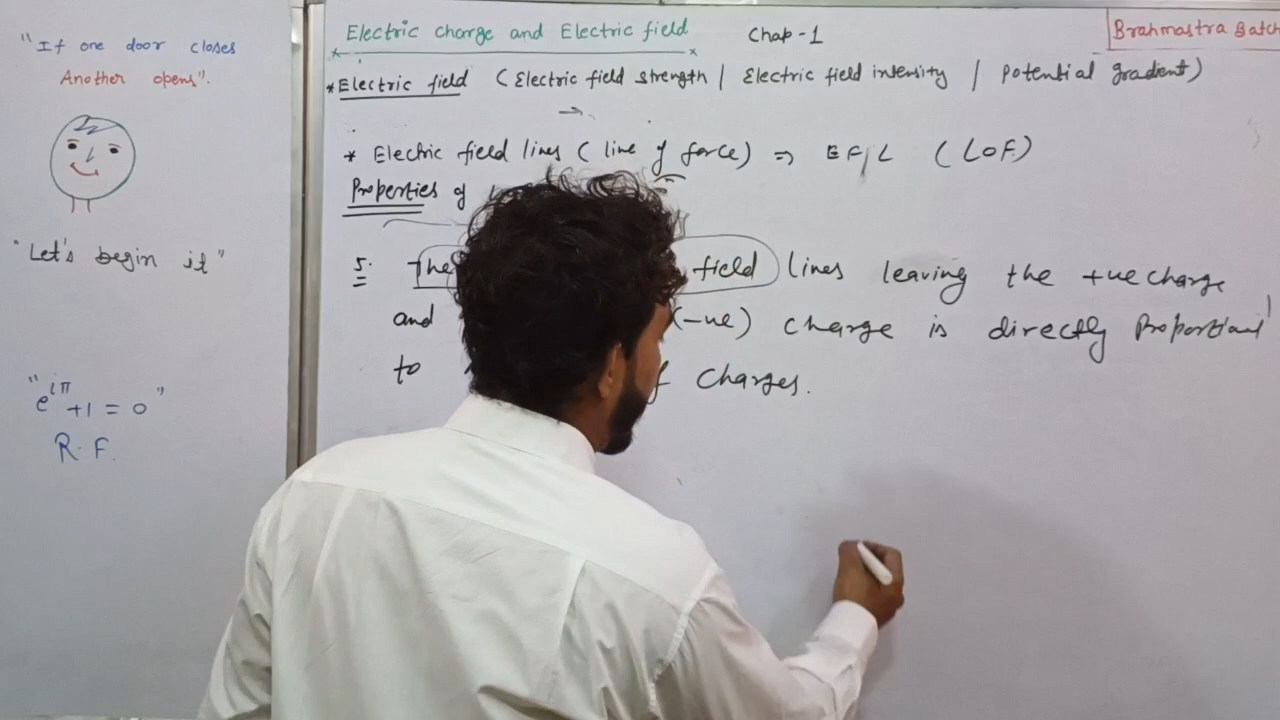 "If one door closes
Another opens".
"Let's begin it"
"e^iπ +1 = 0"
R. F.
Electric charge and Electric field Chap-1
Brahmastra Batch
* Electric field (Electric field strength | Electric field intensity | Potential gradient)
* Electric field lines (line of force) ⇒ EF/L (LOF)
Properties of
5. The field lines leaving the +ve charge
and (-ve) charge is directly Proportional
to of charges.